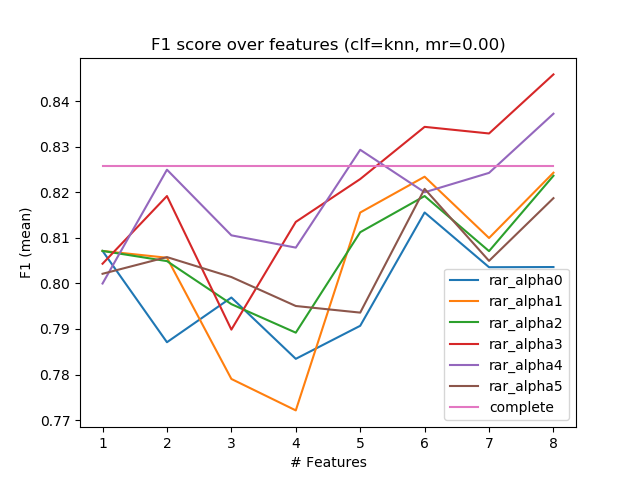 F1 score over features (clf=knn, mr=0.00)
F1 (mean)
0.84
0.83
0.82
0.81
0.80
0.79
0.78
0.77
rar_alpha0
rar_alpha1
rar_alpha2
rar_alpha3
rar_alpha4
rar_alpha5
complete
1 2 3 4 5 6 7 8
# Features